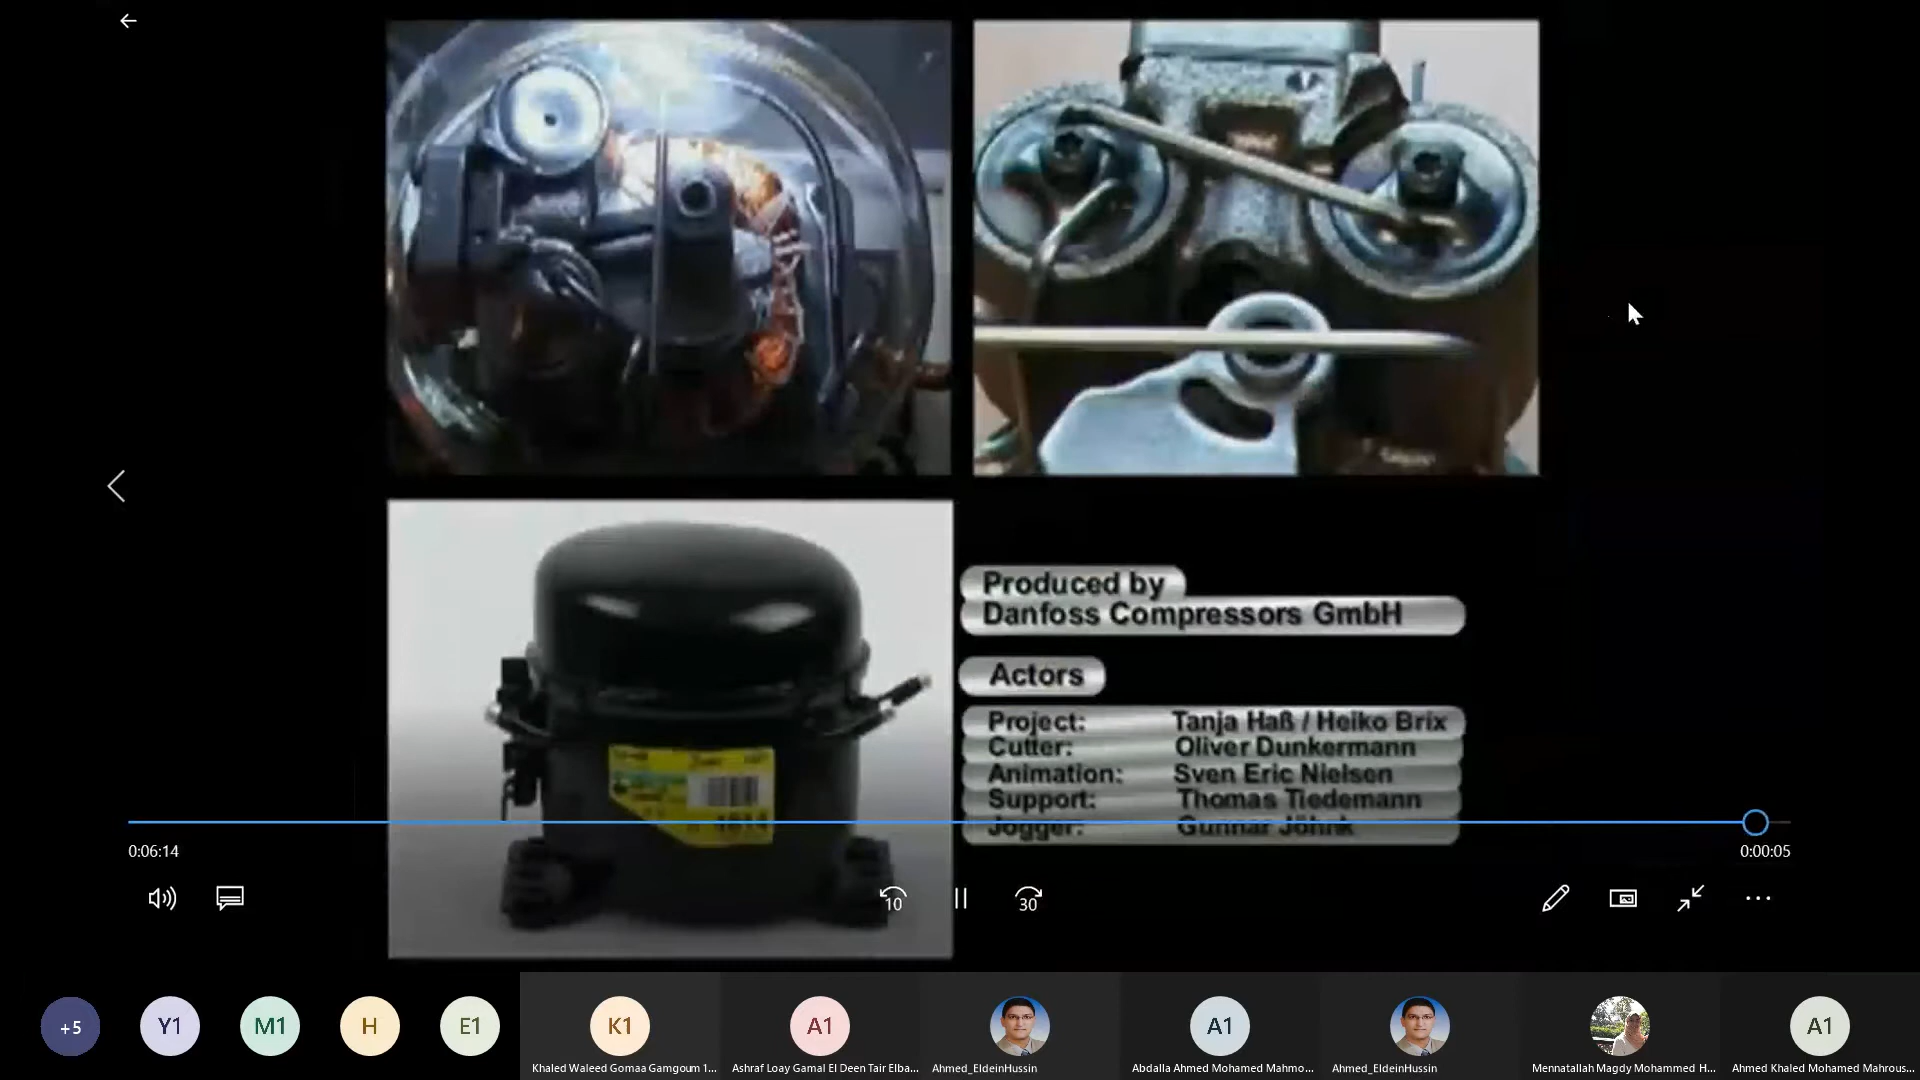 Produced by
Danfoss Compressors GmbH
Actors
Project: Tanja Haß / Heiko Brix
Cutter: Oliver Dunkermann
Animation: Sven Eric Nielsen
Support: Thomas Tiedemann
Jogger: Gunnar Jöhnk
0:06:14
0:00:05
10
30
+5
Y1
M1
H
E1
K1
A1
A1
A1
Khaled Waleed Gomaa Gamgoum 1...
Ashraf Loay Gamal El Deen Tair Elba...
Ahmed_EldeinHussin
Abdalla Ahmed Mohamed Mahmo...
Ahmed_EldeinHussin
Mennatallah Magdy Mohammed H...
Ahmed Khaled Mohamed Mahrous...